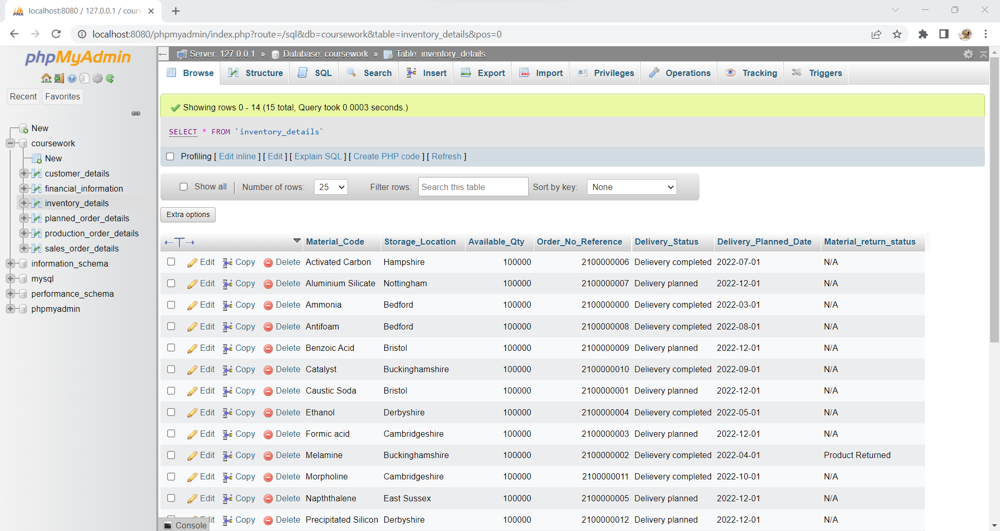 localhost:8080 / 127.0.0.1 / cours
localhost:8080/phpmyadmin/index.php?route=/sql&db=coursework&table=inventory_details&pos=0
phpMyAdmin
Recent Favorites
New
coursework
New
customer_details
financial_information
inventory_details
planned_order_details
production_order_details
sales_order_details
information_schema
mysql
performance_schema
phpmyadmin
Server: 127.0.0.1 » Database: coursework » Table: inventory_details
Browse Structure SQL Search Insert Export Import Privileges Operations Tracking Triggers
Showing rows 0 - 14 (15 total, Query took 0.0003 seconds.)
SELECT * FROM `inventory_details`
Profiling [ Edit inline ] [ Edit ] [ Explain SQL ] [ Create PHP code ] [ Refresh ]
Show all Number of rows: 25 Filter rows: Search this table Sort by key: None
Extra options
←T→ Material_Code Storage_Location Available_Qty Order_No_Reference Delivery_Status Delivery_Planned_Date Material_return_status
Edit Copy Delete Activated Carbon Hampshire 100000 2100000006 Delievery completed 2022-07-01 N/A
Edit Copy Delete Aluminium Silicate Nottingham 100000 2100000007 Delivery planned 2022-12-01 N/A
Edit Copy Delete Ammonia Bedford 100000 2100000000 Delievery completed 2022-03-01 N/A
Edit Copy Delete Antifoam Bedford 100000 2100000008 Delievery completed 2022-08-01 N/A
Edit Copy Delete Benzoic Acid Bristol 100000 2100000009 Delivery planned 2022-12-01 N/A
Edit Copy Delete Catalyst Buckinghamshire 100000 2100000010 Delievery completed 2022-09-01 N/A
Edit Copy Delete Caustic Soda Bristol 100000 2100000001 Delivery planned 2022-12-01 N/A
Edit Copy Delete Ethanol Derbyshire 100000 2100000004 Delievery completed 2022-05-01 N/A
Edit Copy Delete Formic acid Cambridgeshire 100000 2100000003 Delivery planned 2022-12-01 N/A
Edit Copy Delete Melamine Buckinghamshire 100000 2100000002 Delievery completed 2022-04-01 Product Returned
Edit Copy Delete Morpholine Cambridgeshire 100000 2100000011 Delievery completed 2022-10-01 N/A
Edit Copy Delete Napththalene East Sussex 100000 2100000005 Delivery planned 2022-12-01 N/A
Copy Delete Precipitated Silicon Derbyshire 100000 2100000012 Delivery planned 2022-12-01 N/A
Console